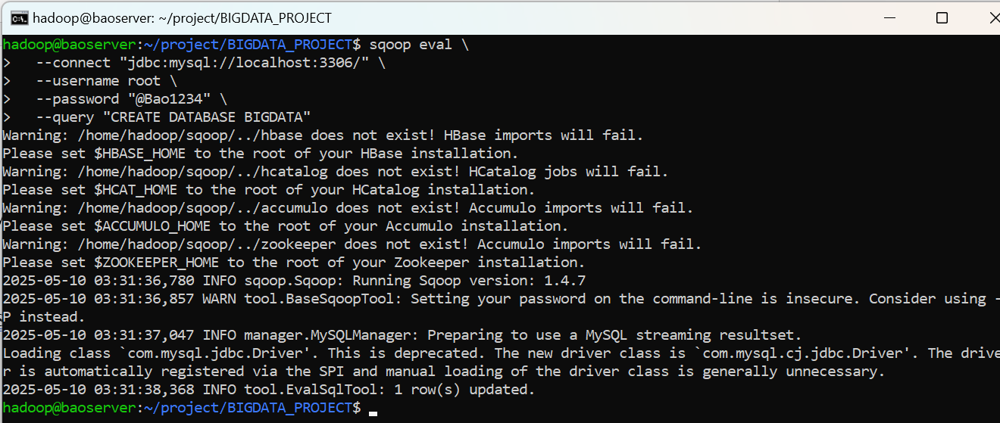 hadoop@baoserver: ~/project/BIGDATA_PROJECT
hadoop@baoserver:~/project/BIGDATA_PROJECT$ sqoop eval \
>   --connect "jdbc:mysql://localhost:3306/" \
>   --username root \
>   --password "@Bao1234" \
>   --query "CREATE DATABASE BIGDATA"
Warning: /home/hadoop/sqoop/../hbase does not exist! HBase imports will fail.
Please set $HBASE_HOME to the root of your HBase installation.
Warning: /home/hadoop/sqoop/../hcatalog does not exist! HCatalog jobs will fail.
Please set $HCAT_HOME to the root of your HCatalog installation.
Warning: /home/hadoop/sqoop/../accumulo does not exist! Accumulo imports will fail.
Please set $ACCUMULO_HOME to the root of your Accumulo installation.
Warning: /home/hadoop/sqoop/../zookeeper does not exist! Accumulo imports will fail.
Please set $ZOOKEEPER_HOME to the root of your Zookeeper installation.
2025-05-10 03:31:36,780 INFO sqoop.Sqoop: Running Sqoop version: 1.4.7
2025-05-10 03:31:36,857 WARN tool.BaseSqoopTool: Setting your password on the command-line is insecure. Consider using -
P instead.
2025-05-10 03:31:37,047 INFO manager.MySQLManager: Preparing to use a MySQL streaming resultset.
Loading class `com.mysql.jdbc.Driver'. This is deprecated. The new driver class is `com.mysql.cj.jdbc.Driver'. The drive
r is automatically registered via the SPI and manual loading of the driver class is generally unnecessary.
2025-05-10 03:31:38,368 INFO tool.EvalSqlTool: 1 row(s) updated.
hadoop@baoserver:~/project/BIGDATA_PROJECT$